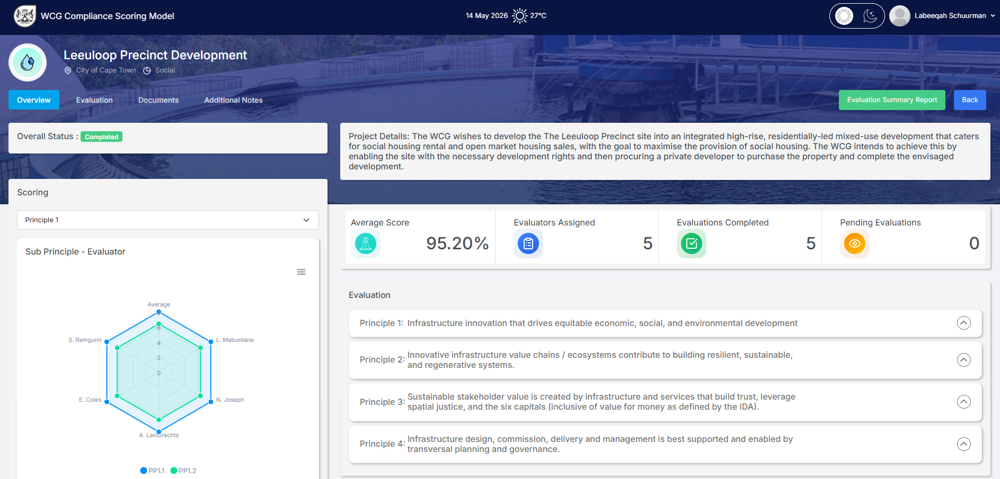 WCG Compliance Scoring Model
14 May 2026
27°C
Labeeqah Schuurman
Leeuloop Precinct Development
City of Cape Town
Social
Overview
Evaluation
Documents
Additional Notes
Evaluation Summary Report
Back
Overall Status : Completed
Project Details: The WCG wishes to develop the The Leeuloop Precinct site into an integrated high-rise, residentially-led mixed-use development that caters
for social housing rental and open market housing sales, with the goal to maximise the provision of social housing. The WCG intends to achieve this by
enabling the site with the necessary development rights and then procuring a private developer to purchase the property and complete the envisaged
development.
Scoring
Principle 1
Sub Principle - Evaluator
Average
8
6
4
2
0
S. Ramgunn
L. Mabuntane
E. Coles
N. Joseph
A. Lambrechts
PP1.1
PP1.2
Average Score
95.20%
Evaluators Assigned
5
Evaluations Completed
5
Pending Evaluations
0
Evaluation
Principle 1: Infrastructure innovation that drives equitable economic, social, and environmental development
Principle 2: Innovative infrastructure value chains / ecosystems contribute to building resilient, sustainable,
and regenerative systems.
Principle 3: Sustainable stakeholder value is created by infrastructure and services that build trust, leverage
spatial justice, and the six capitals (inclusive of value for money as defined by the IDA).
Principle 4: Infrastructure design, commission, delivery and management is best supported and enabled by
transversal planning and governance.